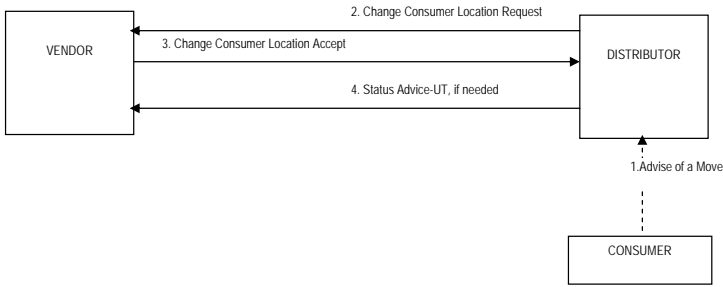 2. Change Consumer Location Request
VENDOR
3. Change Consumer Location Accept
DISTRIBUTOR
4. Status Advice-UT, if needed
1.Advise of a Move
CONSUMER